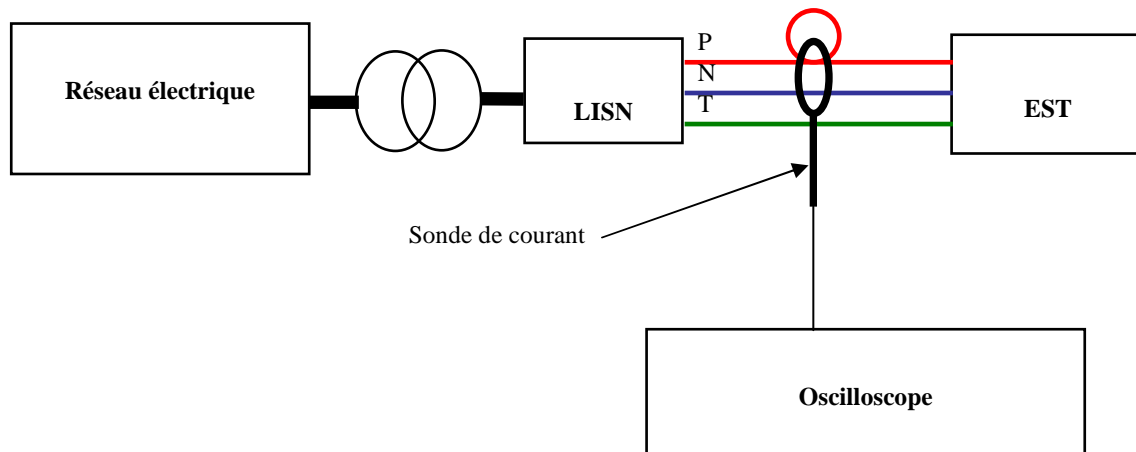 Réseau électrique
LISN
P
N
T
EST
Sonde de courant
Oscilloscope